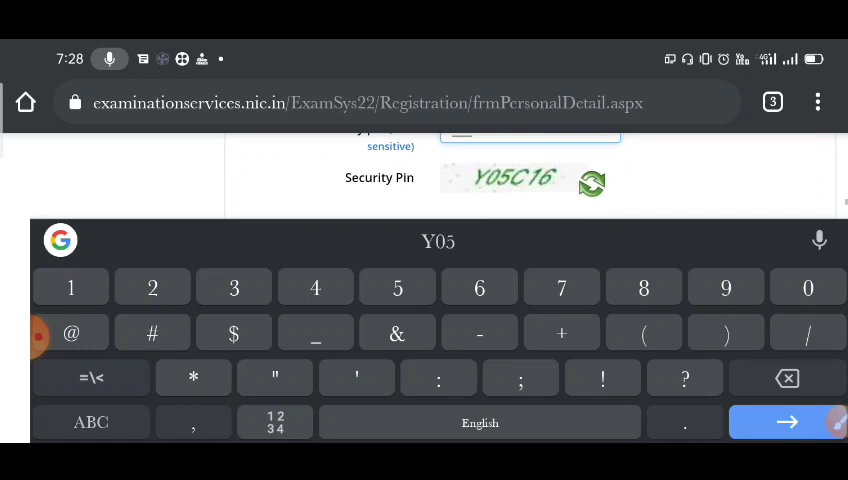 7:28
examinationservices.nic.in/ExamSys22/Registration/frmPersonalDetail.aspx
3
sensitive)
Security Pin
Y05C16
Y05
1 2 3 4 5 6 7 8 9 0
@ # $ _ & - + ( ) /
=\< * " ' : ; ! ?
ABC , 12 34 English .